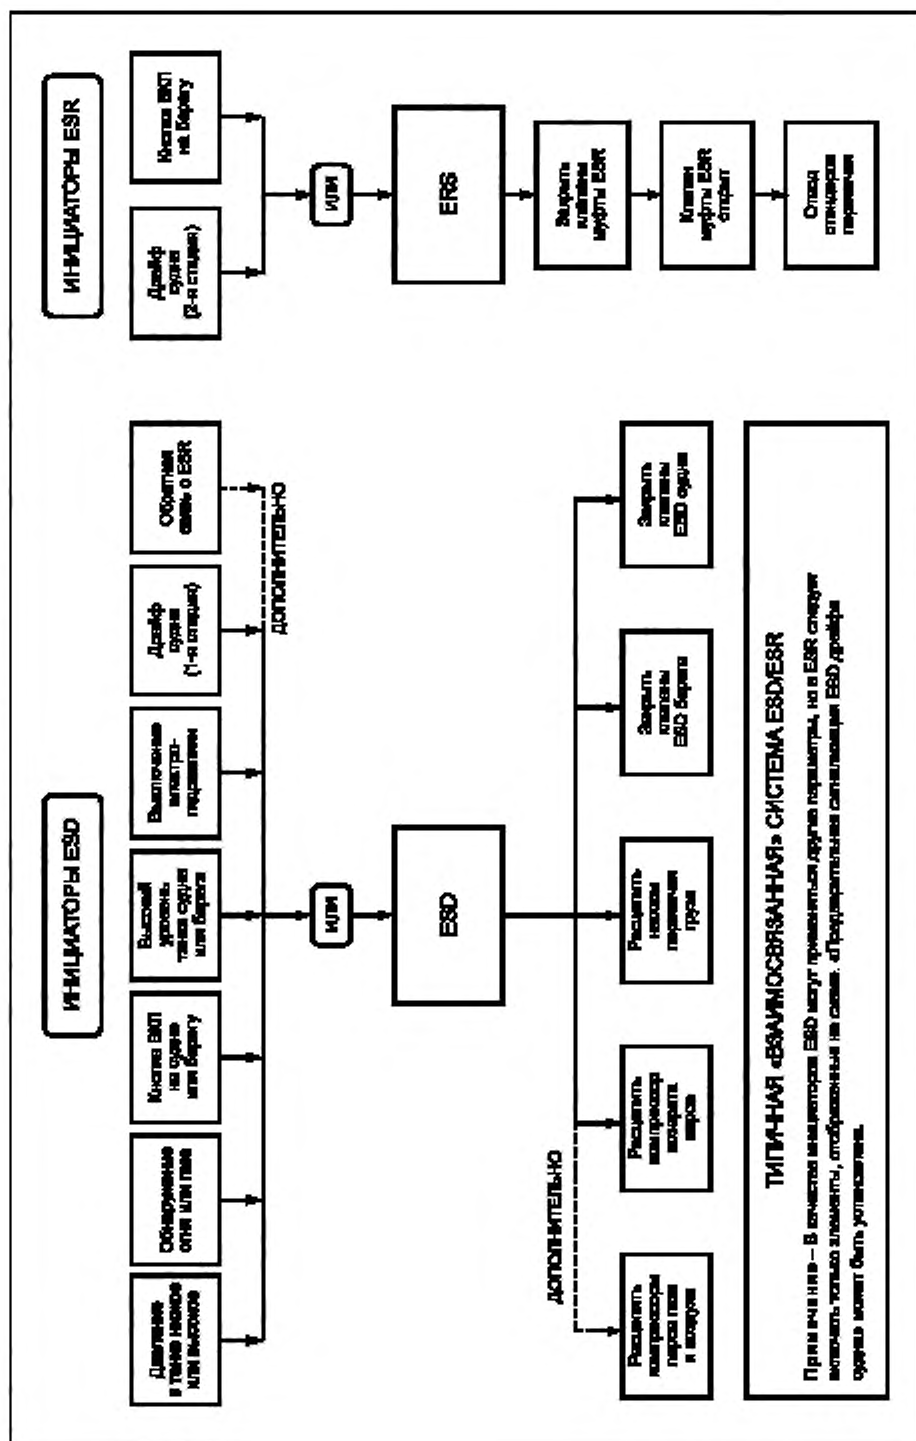 ИНИЦИАТОРЫ ESD
ИНИЦИАТОРЫ ESR
Давление
в танке низкое
или высокое
Обнаружение
огня или газа
Кнопка ВКЛ
на судне
или берегу
Высокий
уровень
танка судна
или берега
Выключение
электро-
гидравлики
Дрейф
судна
(1-я стадия)
Обратная
связь о ESR
Дрейф
судна
(2-я стадия)
Кнопка ВКЛ
на берегу
ДОПОЛНИТЕЛЬНО
ИЛИ
ИЛИ
ESD
ERS
ДОПОЛНИТЕЛЬНО
Закрыть
клапаны
муфты ESR
Клапан
муфты ESR
открыт
Отвод
стендеров
перекачки
Расцепить
компрессоры
паров газа
и воздуха
Расцепить
компрессор
возврата
паров
Расцепить
насосы
перекачки
груза
Закрыть
клапаны
ESD берега
Закрыть
клапаны
ESD судна
ТИПИЧНАЯ «ВЗАИМОСВЯЗАННАЯ» СИСТЕМА ESD/ESR
Примечание – В качестве инициаторов ESD могут применяться другие параметры, но в ESR следует
включать только элементы, отображенные на схеме. «Предварительная сигнализация ESD дрейфа
судна» может быть установлена.